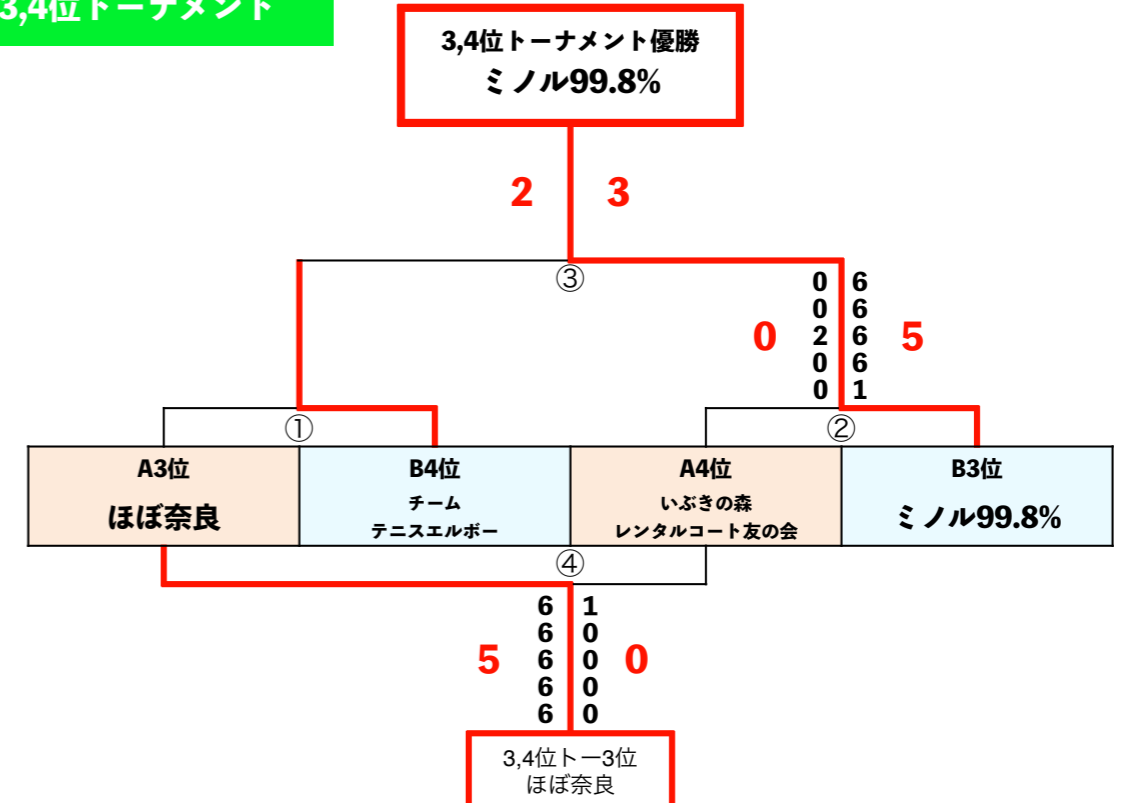 3,4位トーナメント
3,4位トーナメント優勝
ミノル99.8%
2 3
③
0 6
0 6
0 2 6 5
0 6
0 1
① ②
A3位 B4位 A4位 B3位
ほぼ奈良 チーム テニスエルボー いぶきの森 レンタルコート友の会 ミノル99.8%
④
6 1
6 0
5 6 0 0
6 0
6 0
3,4位トー3位
ほぼ奈良